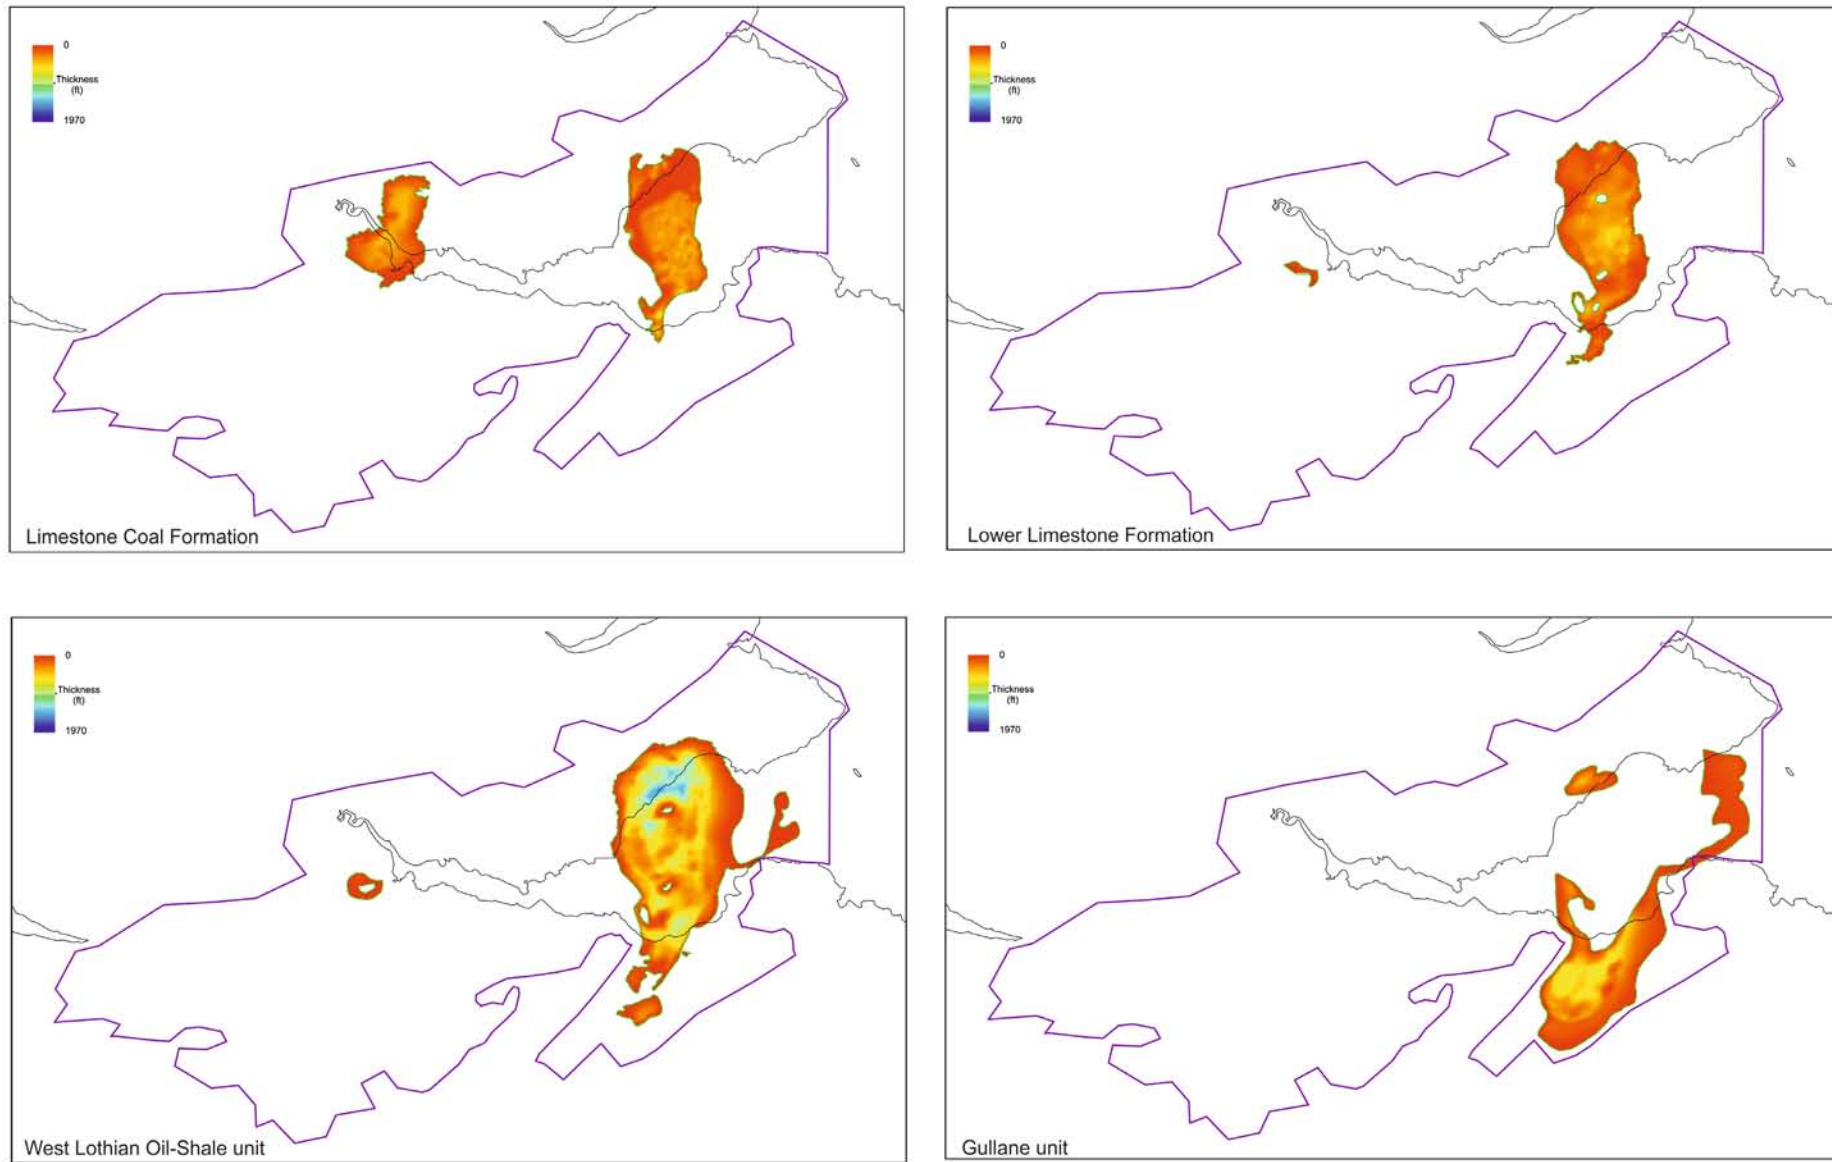 0
Thickness
(ft)
1970
Limestone Coal Formation
0
Thickness
(ft)
1970
Lower Limestone Formation
0
Thickness
(ft)
1970
West Lothian Oil-Shale unit
0
Thickness
(ft)
1970
Gullane unit